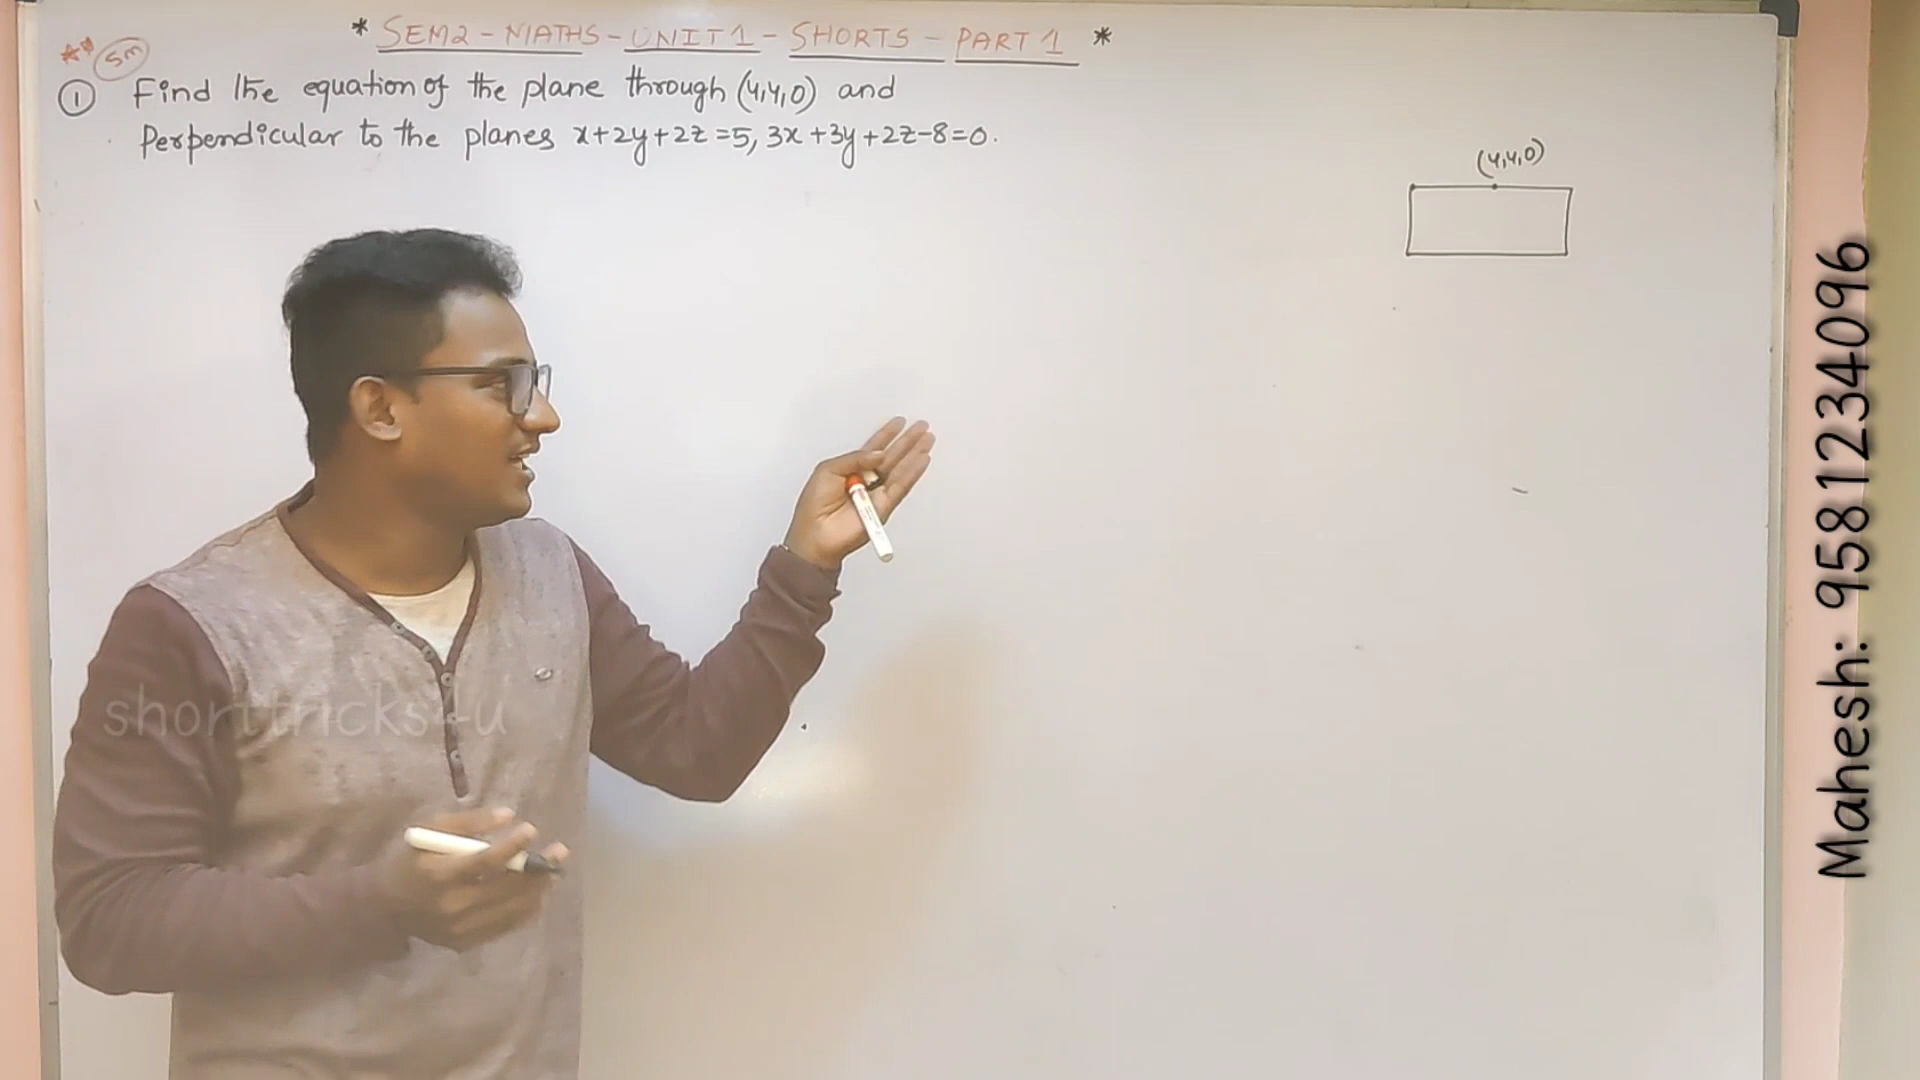 * SEM2 - MATHS - UNIT 1 - SHORTS - PART 1 *
** 5m
① Find the equation of the plane through (4,4,0) and
perpendicular to the planes x+2y+2z=5, 3x+3y+2z-8=0.
(4,4,0)
shorttricks4u
Mahesh: 9581234096